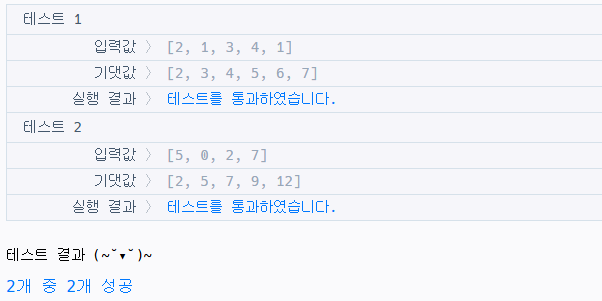 테스트 1
입력값 〉 [2, 1, 3, 4, 1]
기댓값 〉 [2, 3, 4, 5, 6, 7]
실행 결과 〉 테스트를 통과하였습니다.
테스트 2
입력값 〉 [5, 0, 2, 7]
기댓값 〉 [2, 5, 7, 9, 12]
실행 결과 〉 테스트를 통과하였습니다.
테스트 결과 (~˘▾˘)~
2개 중 2개 성공